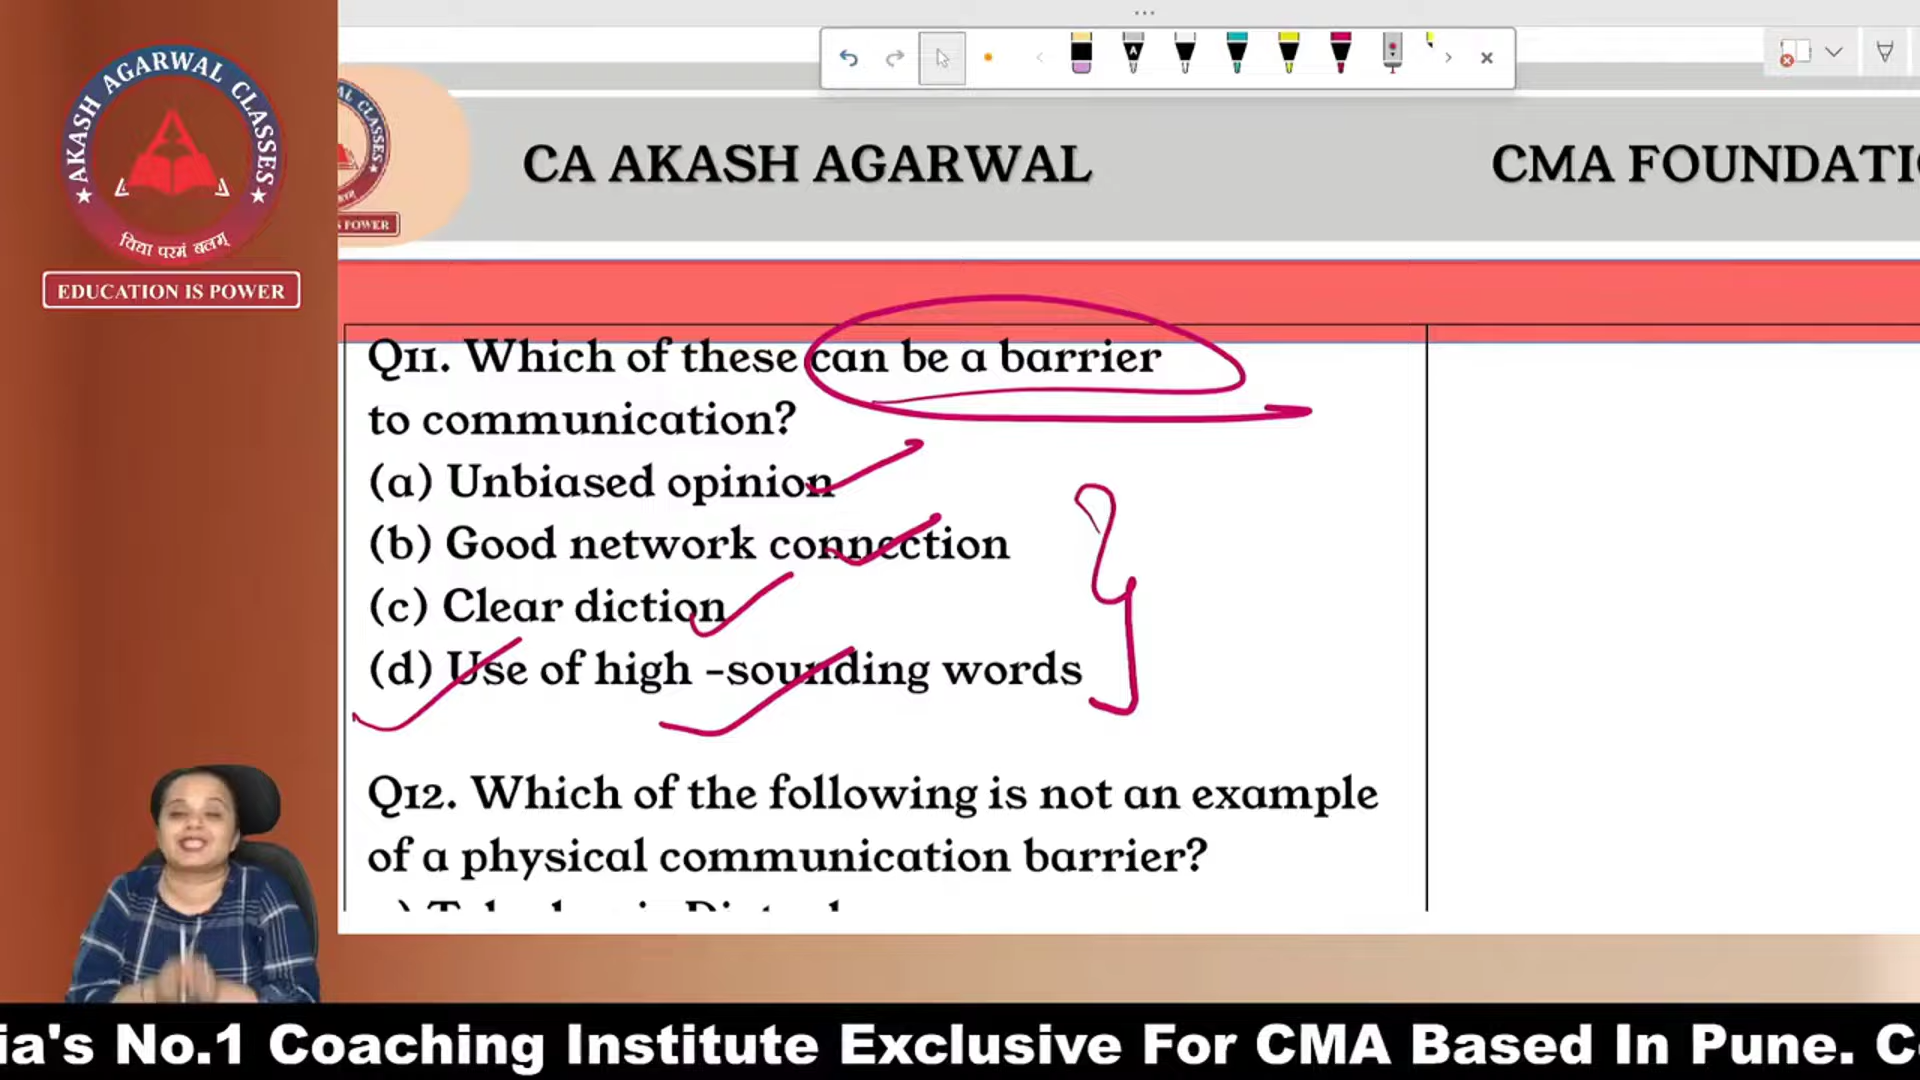 AKASH AGARWAL CLASSES
विद्या परमं बलम्
EDUCATION IS POWER
CLASSES
S POWER
CA AKASH AGARWAL
CMA FOUNDATI
Q11. Which of these can be a barrier
to communication?
(a) Unbiased opinion
(b) Good network connection
(c) Clear diction
(d) Use of high -sounding words
Q12. Which of the following is not an example
of a physical communication barrier?
ia's No.1 Coaching Institute Exclusive For CMA Based In Pune. C